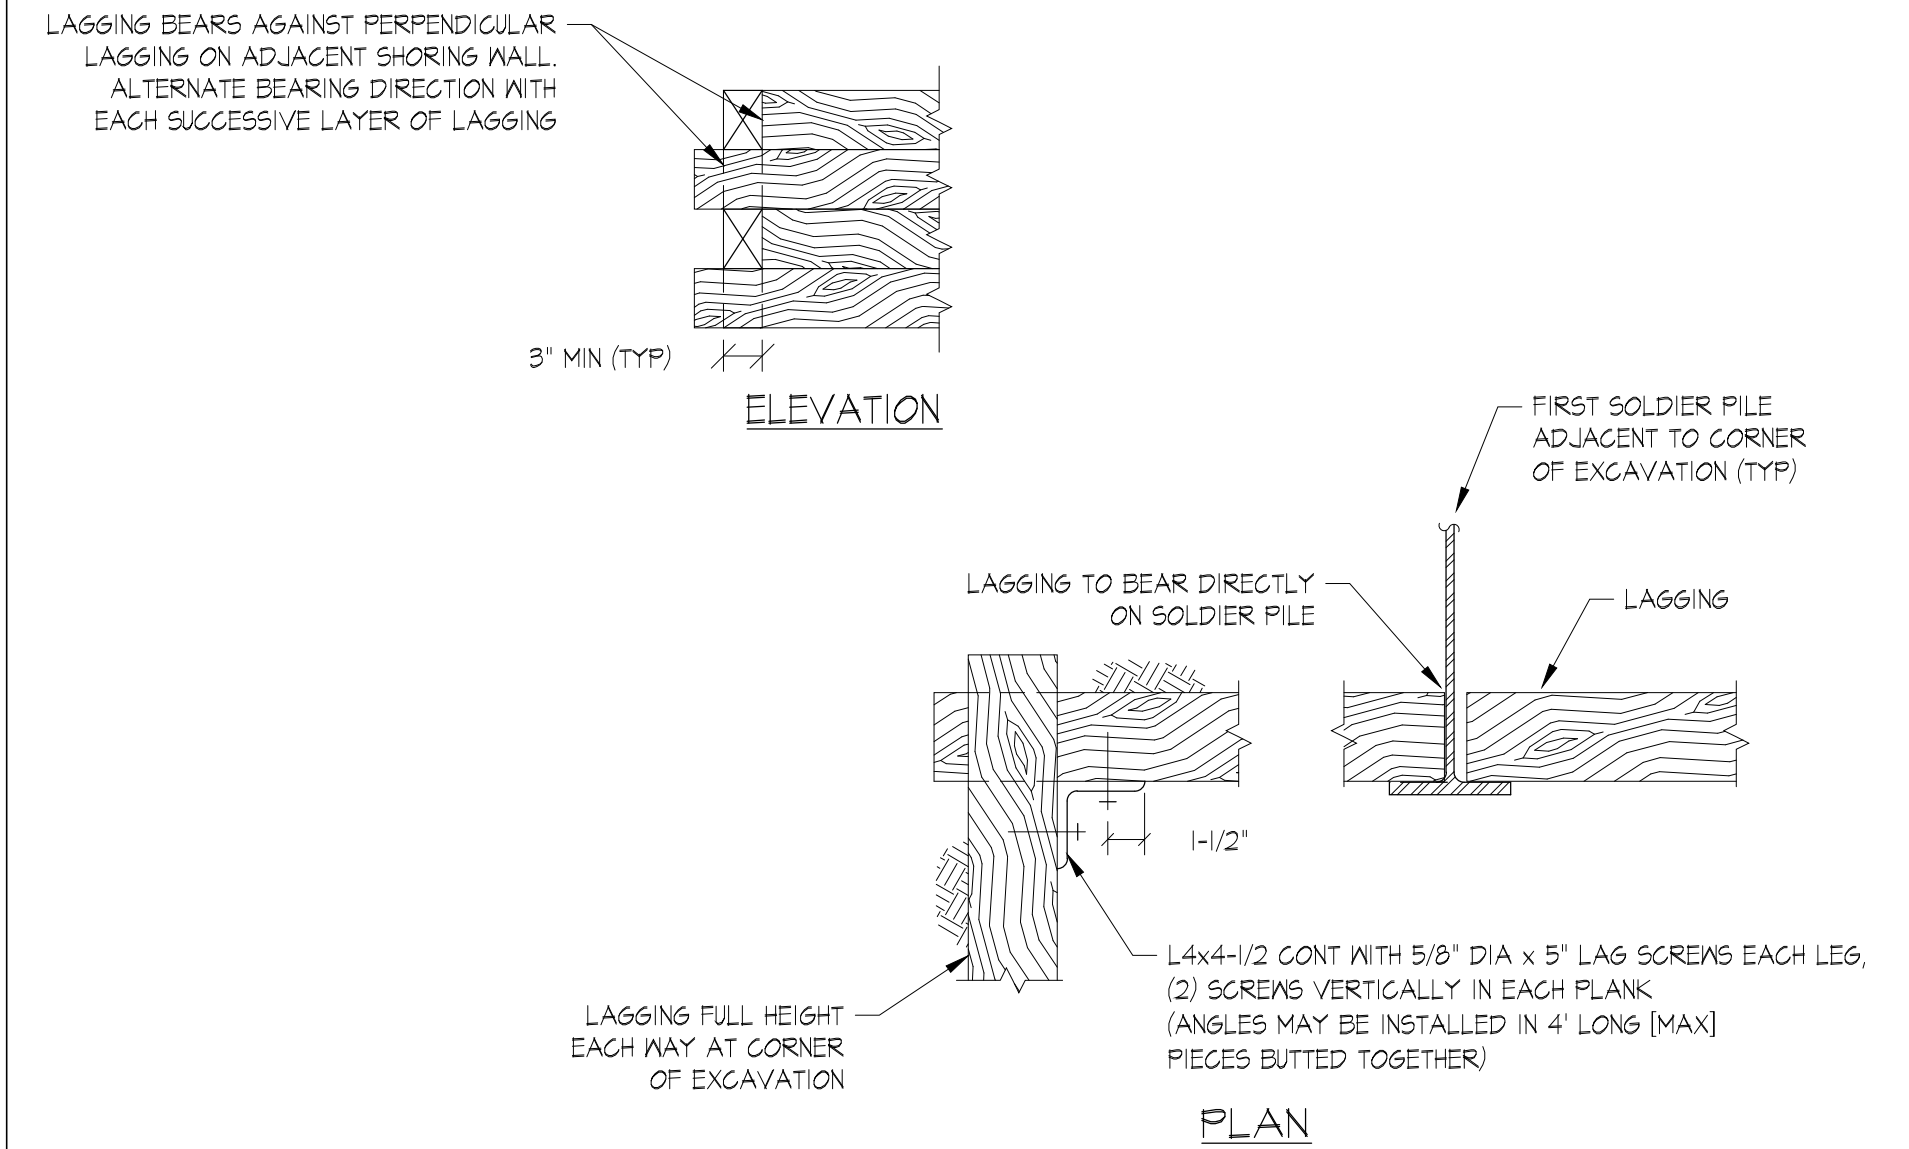 LAGGING BEARS AGAINST PERPENDICULAR
LAGGING ON ADJACENT SHORING WALL.
ALTERNATE BEARING DIRECTION WITH
EACH SUCCESSIVE LAYER OF LAGGING
3" MIN (TYP)
ELEVATION
FIRST SOLDIER PILE
ADJACENT TO CORNER
OF EXCAVATION (TYP)
LAGGING TO BEAR DIRECTLY
ON SOLDIER PILE
LAGGING
1-1/2"
L4x4-1/2 CONT WITH 5/8" DIA x 5" LAG SCREWS EACH LEG,
(2) SCREWS VERTICALLY IN EACH PLANK
(ANGLES MAY BE INSTALLED IN 4' LONG [MAX]
PIECES BUTTED TOGETHER)
LAGGING FULL HEIGHT
EACH WAY AT CORNER
OF EXCAVATION
PLAN